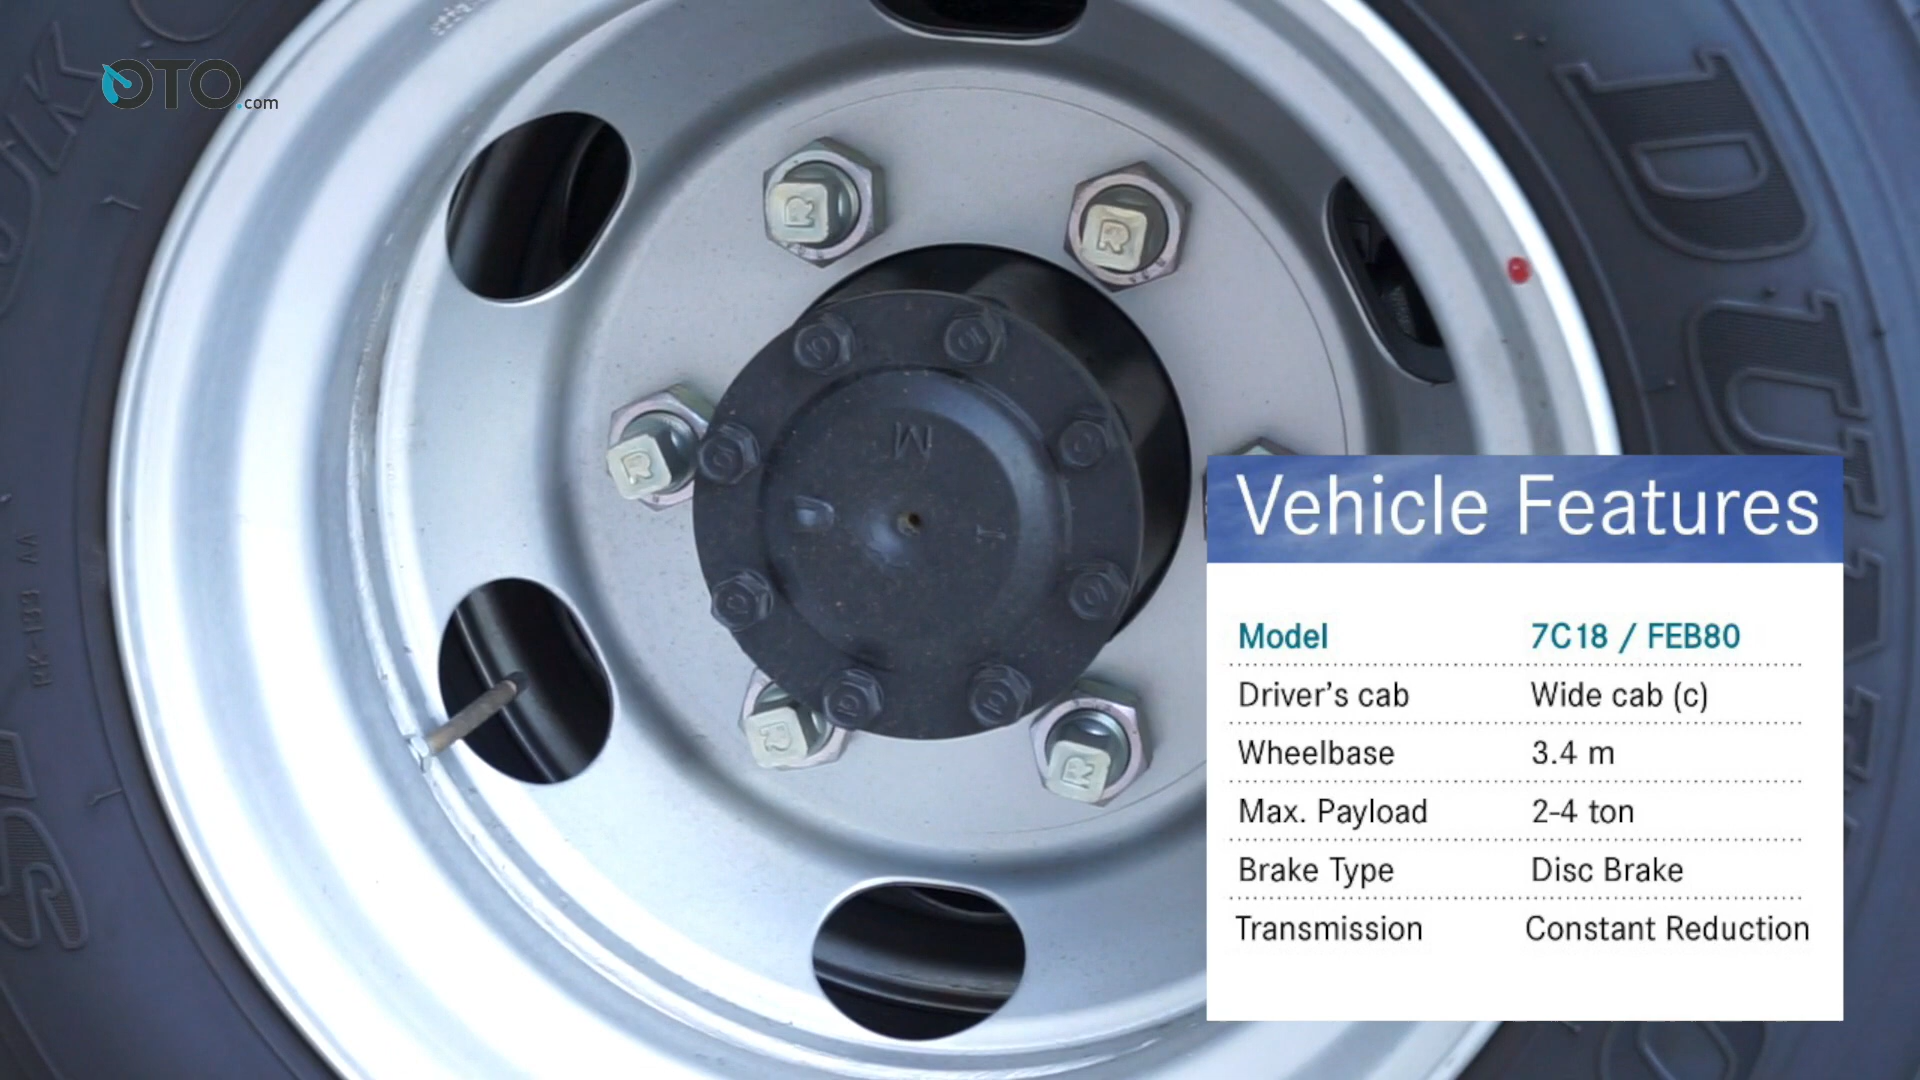 OTO.com
R
R
R
R
R
M
Vehicle Features
Model 7C18 / FEB80
Driver's cab Wide cab (c)
Wheelbase 3.4 m
Max. Payload 2-4 ton
Brake Type Disc Brake
Transmission Constant Reduction